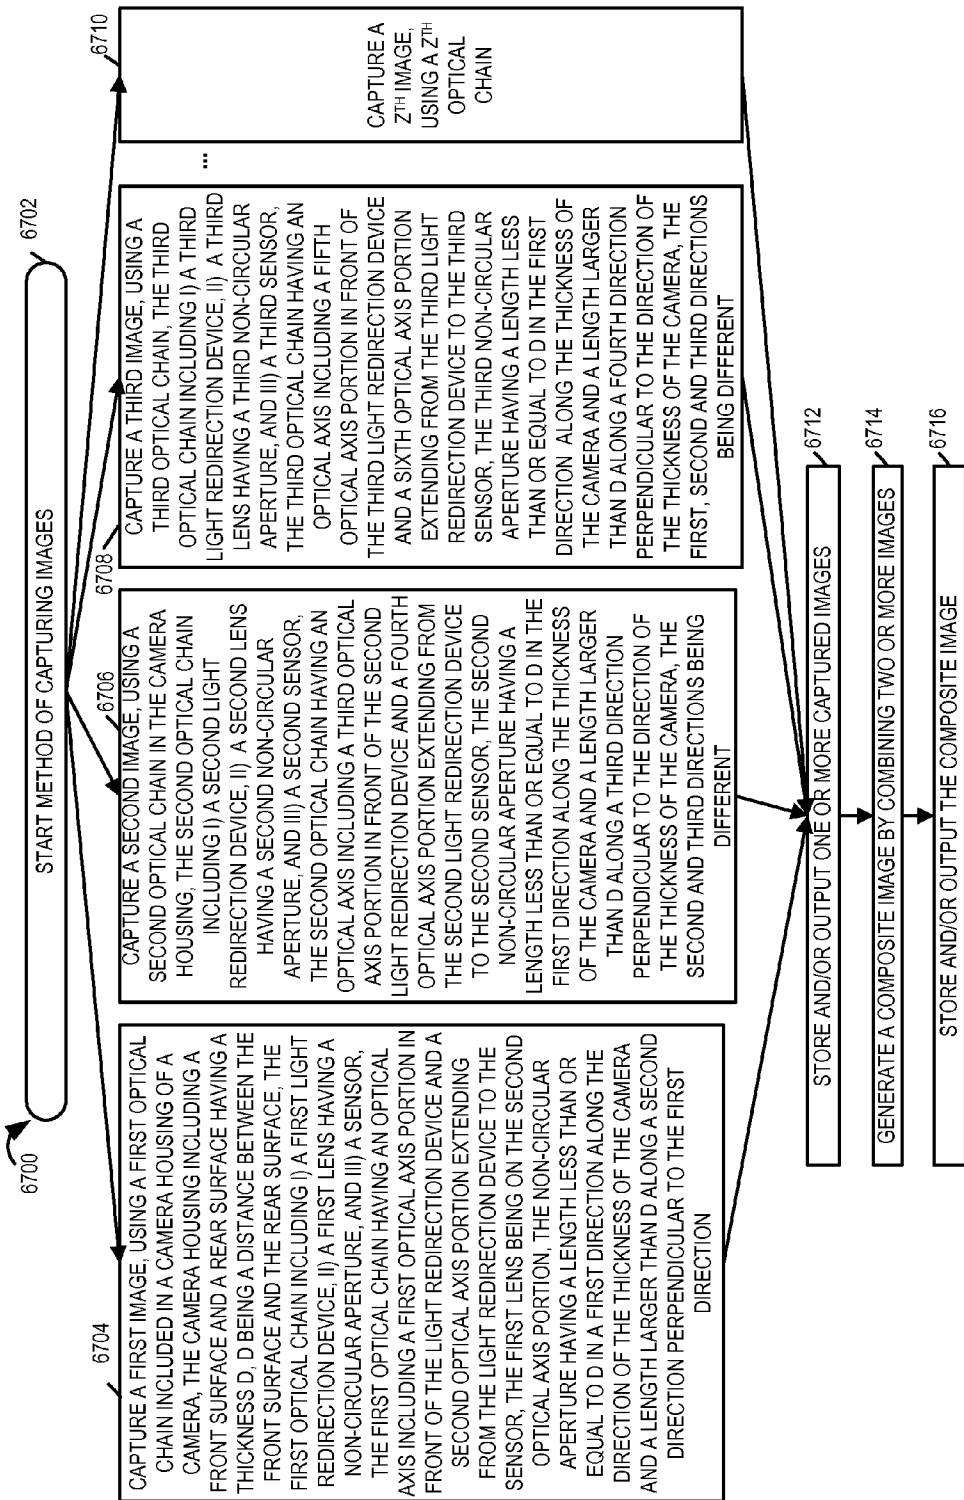 6700
START METHOD OF CAPTURING IMAGES
6702
6704
CAPTURE A FIRST IMAGE, USING A FIRST OPTICAL
CHAIN INCLUDED IN A CAMERA HOUSING OF A
CAMERA, THE CAMERA HOUSING INCLUDING A
FRONT SURFACE AND A REAR SURFACE HAVING A
THICKNESS D, D BEING A DISTANCE BETWEEN THE
FRONT SURFACE AND THE REAR SURFACE, THE
FIRST OPTICAL CHAIN INCLUDING I) A FIRST LIGHT
REDIRECTION DEVICE, II) A FIRST LENS HAVING A
NON-CIRCULAR APERTURE, AND III) A SENSOR,
THE FIRST OPTICAL CHAIN HAVING AN OPTICAL
AXIS INCLUDING A FIRST OPTICAL AXIS PORTION IN
FRONT OF THE LIGHT REDIRECTION DEVICE AND A
SECOND OPTICAL AXIS PORTION EXTENDING
FROM THE LIGHT REDIRECTION DEVICE TO THE
SENSOR, THE FIRST LENS BEING ON THE SECOND
OPTICAL AXIS PORTION, THE NON-CIRCULAR
APERTURE HAVING A LENGTH LESS THAN OR
EQUAL TO D IN A FIRST DIRECTION ALONG THE
DIRECTION OF THE THICKNESS OF THE CAMERA
AND A LENGTH LARGER THAN D ALONG A SECOND
DIRECTION PERPENDICULAR TO THE FIRST
DIRECTION
6706
CAPTURE A SECOND IMAGE, USING A
SECOND OPTICAL CHAIN IN THE CAMERA
HOUSING, THE SECOND OPTICAL CHAIN
INCLUDING I) A SECOND LIGHT
REDIRECTION DEVICE, II) A SECOND LENS
HAVING A SECOND NON-CIRCULAR
APERTURE, AND III) A SECOND SENSOR,
THE SECOND OPTICAL CHAIN HAVING AN
OPTICAL AXIS INCLUDING A THIRD OPTICAL
AXIS PORTION IN FRONT OF THE SECOND
LIGHT REDIRECTION DEVICE AND A FOURTH
OPTICAL AXIS PORTION EXTENDING FROM
THE SECOND LIGHT REDIRECTION DEVICE
TO THE SECOND SENSOR, THE SECOND
NON-CIRCULAR APERTURE HAVING A
LENGTH LESS THAN OR EQUAL TO D IN THE
FIRST DIRECTION ALONG THE THICKNESS
OF THE CAMERA AND A LENGTH LARGER
THAN D ALONG A THIRD DIRECTION
PERPENDICULAR TO THE DIRECTION OF
THE THICKNESS OF THE CAMERA, THE
SECOND AND THIRD DIRECTIONS BEING
DIFFERENT
6708
CAPTURE A THIRD IMAGE, USING A
THIRD OPTICAL CHAIN, THE THIRD
OPTICAL CHAIN INCLUDING I) A THIRD
LIGHT REDIRECTION DEVICE, II) A THIRD
LENS HAVING A THIRD NON-CIRCULAR
APERTURE, AND III) A THIRD SENSOR,
THE THIRD OPTICAL CHAIN HAVING AN
OPTICAL AXIS INCLUDING A FIFTH
OPTICAL AXIS PORTION IN FRONT OF
THE THIRD LIGHT REDIRECTION DEVICE
AND A SIXTH OPTICAL AXIS PORTION
EXTENDING FROM THE THIRD LIGHT
REDIRECTION DEVICE TO THE THIRD
SENSOR, THE THIRD NON-CIRCULAR
APERTURE HAVING A LENGTH LESS
THAN OR EQUAL TO D IN THE FIRST
DIRECTION ALONG THE THICKNESS OF
THE CAMERA AND A LENGTH LARGER
THAN D ALONG A FOURTH DIRECTION
PERPENDICULAR TO THE DIRECTION OF
THE THICKNESS OF THE CAMERA, THE
FIRST, SECOND AND THIRD DIRECTIONS
BEING DIFFERENT
...
6710
CAPTURE A
ZTH IMAGE,
USING A ZTH
OPTICAL
CHAIN
STORE AND/OR OUTPUT ONE OR MORE CAPTURED IMAGES
6712
GENERATE A COMPOSITE IMAGE BY COMBINING TWO OR MORE IMAGES
6714
STORE AND/OR OUTPUT THE COMPOSITE IMAGE
6716